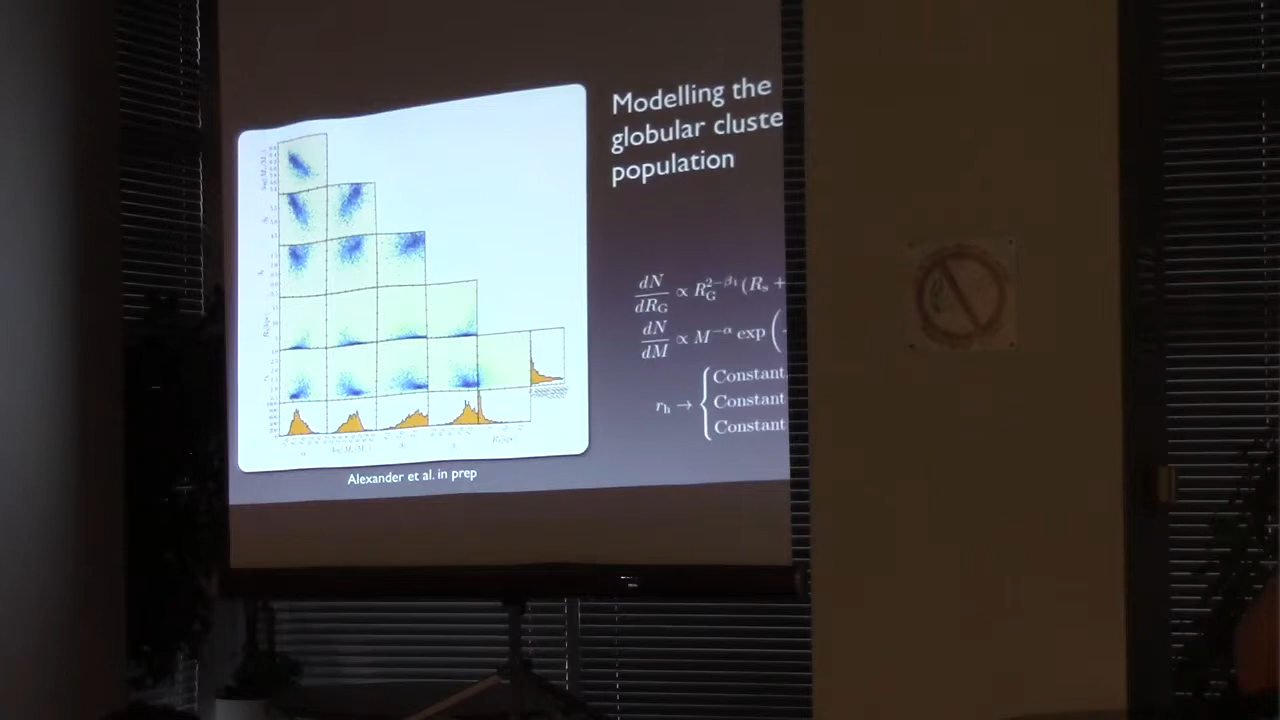 Modelling the
globular cluste
population
dN/dR_G ∝ R_G^{2−β_1}(R_s +
dN/dM ∝ M^{−α} exp (
r_h → { Constant
Constant
Constant
Alexander et al. in prep